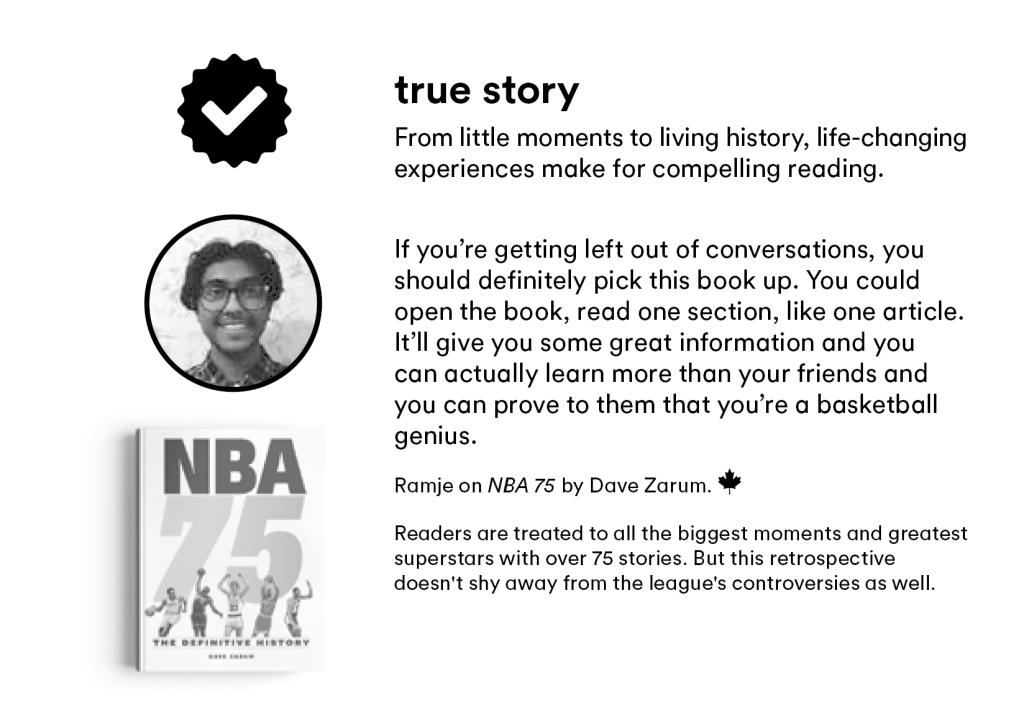 true story
From little moments to living history, life-changing
experiences make for compelling reading.
If you’re getting left out of conversations, you
should definitely pick this book up. You could
open the book, read one section, like one article.
It’ll give you some great information and you
can actually learn more than your friends and
you can prove to them that you’re a basketball
genius.
Ramje on NBA 75 by Dave Zarum.
Readers are treated to all the biggest moments and greatest
superstars with over 75 stories. But this retrospective
doesn't shy away from the league's controversies as well.
NBA
75
THE DEFINITIVE HISTORY
DAVE ZARUM